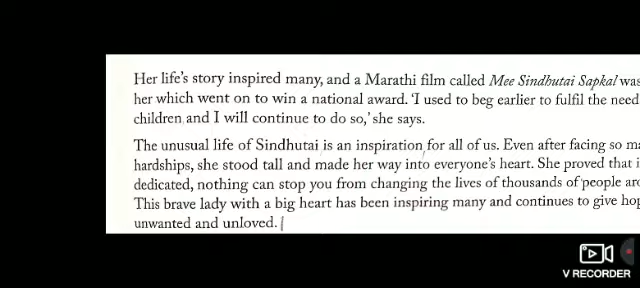 Her life's story inspired many, and a Marathi film called Mee Sindhutai Sapkal was
her which went on to win a national award. 'I used to beg earlier to fulfil the need
children and I will continue to do so,' she says.
The unusual life of Sindhutai is an inspiration for all of us. Even after facing so
hardships, she stood tall and made her way into everyone's heart. She proved that
dedicated, nothing can stop you from changing the lives of thousands of people
This brave lady with a big heart has been inspiring many and continues to give
unwanted and unloved.
V RECORDER